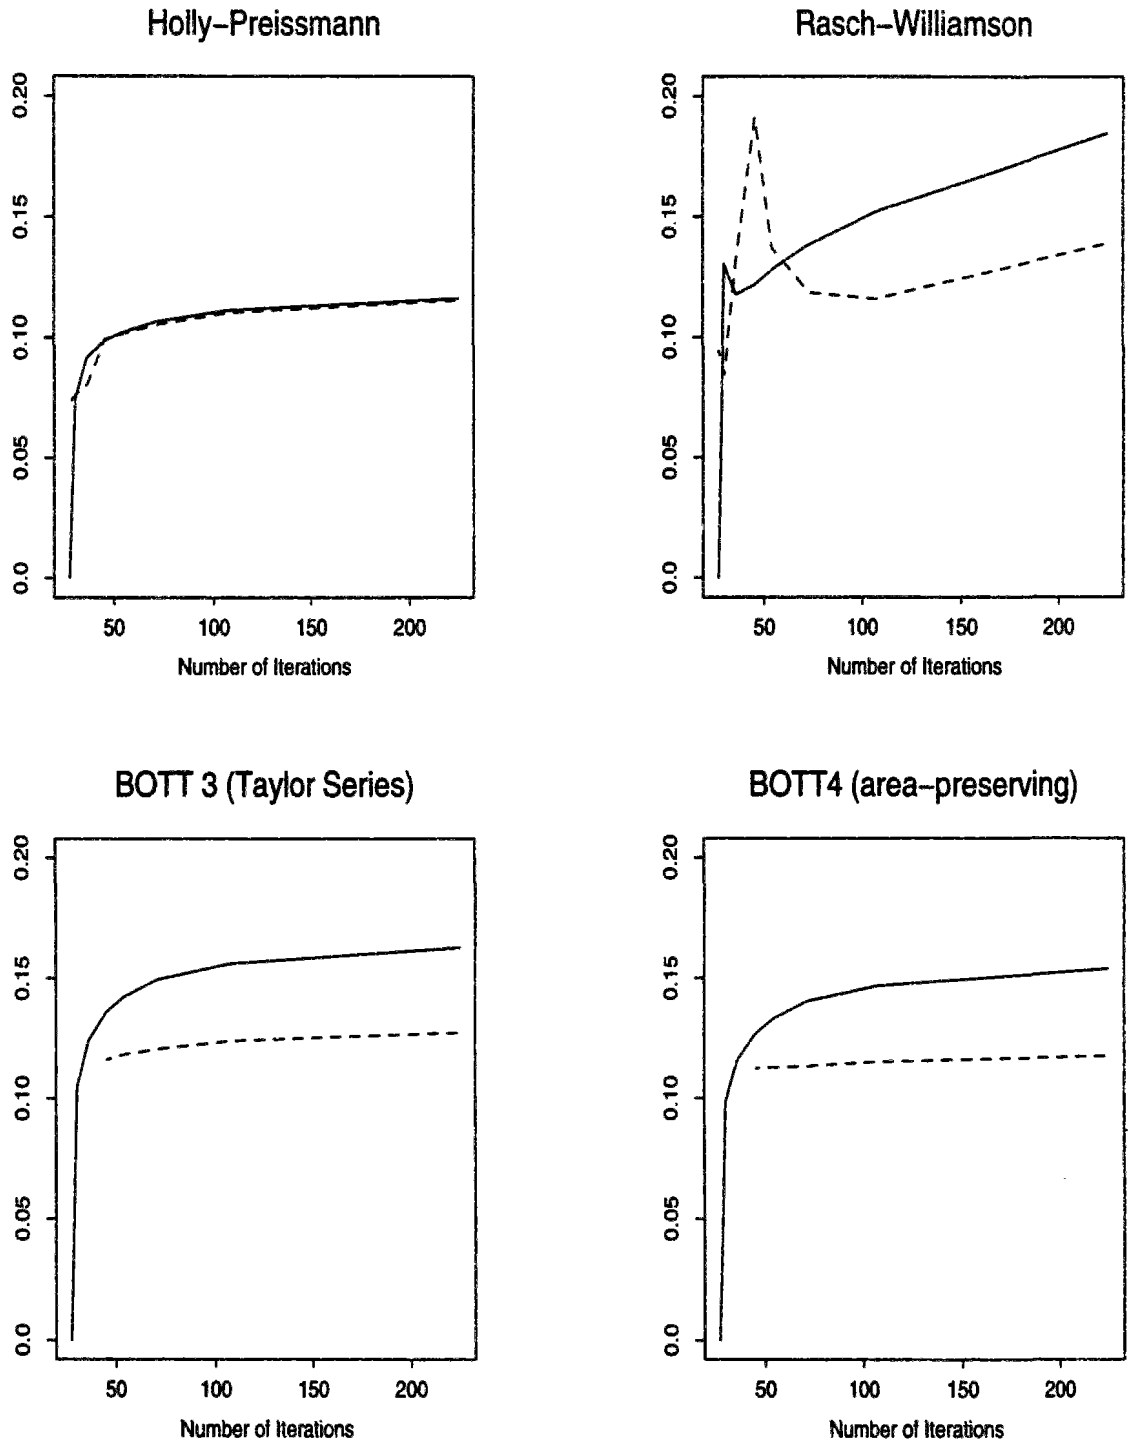 Holly-Preissmann
0.20
0.15
0.10
0.05
0.0
50 100 150 200
Number of Iterations
Rasch-Williamson
0.20
0.15
0.10
0.05
0.0
50 100 150 200
Number of Iterations
BOTT 3 (Taylor Series)
0.20
0.15
0.10
0.05
0.0
50 100 150 200
Number of Iterations
BOTT4 (area-preserving)
0.20
0.15
0.10
0.05
0.0
50 100 150 200
Number of Iterations